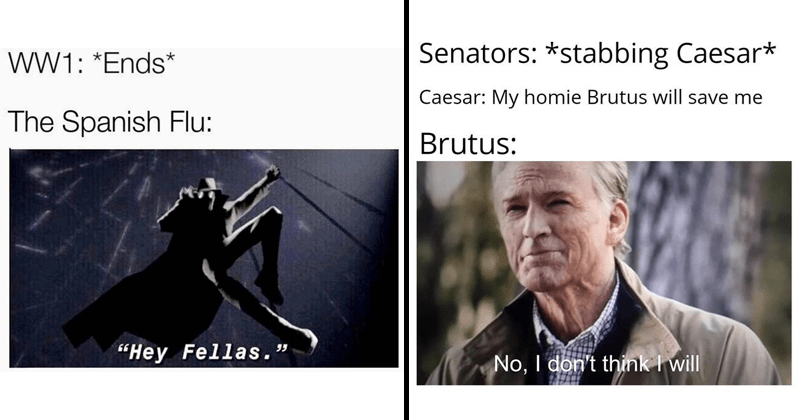 WW1: *Ends*
The Spanish Flu:
“Hey Fellas.”
Senators: *stabbing Caesar*
Caesar: My homie Brutus will save me
Brutus:
No, I don't think I will